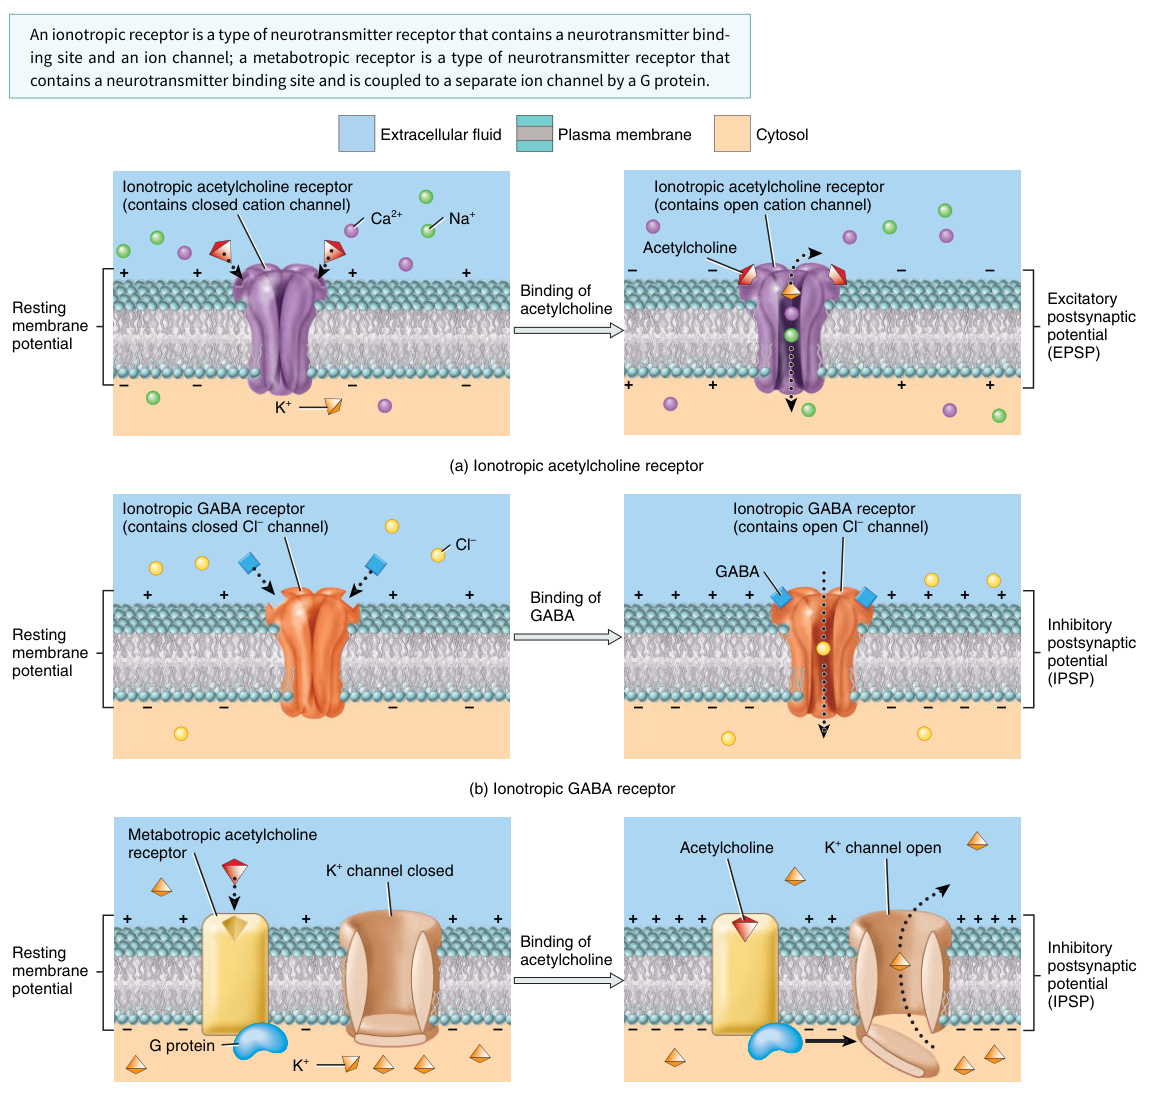 An ionotropic receptor is a type of neurotransmitter receptor that contains a neurotransmitter bind-
ing site and an ion channel; a metabotropic receptor is a type of neurotransmitter receptor that
contains a neurotransmitter binding site and is coupled to a separate ion channel by a G protein.
Extracellular fluid
Plasma membrane
Cytosol
Ionotropic acetylcholine receptor
(contains closed cation channel)
Ca²⁺
Na⁺
+ + + +
Resting
membrane
potential
− − − −
K⁺
Binding of
acetylcholine
Ionotropic acetylcholine receptor
(contains open cation channel)
Acetylcholine
− − − −
+ + + +
Excitatory
postsynaptic
potential
(EPSP)
(a) Ionotropic acetylcholine receptor
Ionotropic GABA receptor
(contains closed Cl⁻ channel)
Cl⁻
+ + + +
Resting
membrane
potential
− − − −
Binding of
GABA
Ionotropic GABA receptor
(contains open Cl⁻ channel)
GABA
+ + + + + + + +
− − − − − − − −
Inhibitory
postsynaptic
potential
(IPSP)
(b) Ionotropic GABA receptor
Metabotropic acetylcholine
receptor
K⁺ channel closed
+ + + + +
Resting
membrane
potential
− − − − −
G protein
K⁺
Binding of
acetylcholine
Acetylcholine
K⁺ channel open
+ + + + + + + + + +
− − − − − − − − − −
Inhibitory
postsynaptic
potential
(IPSP)